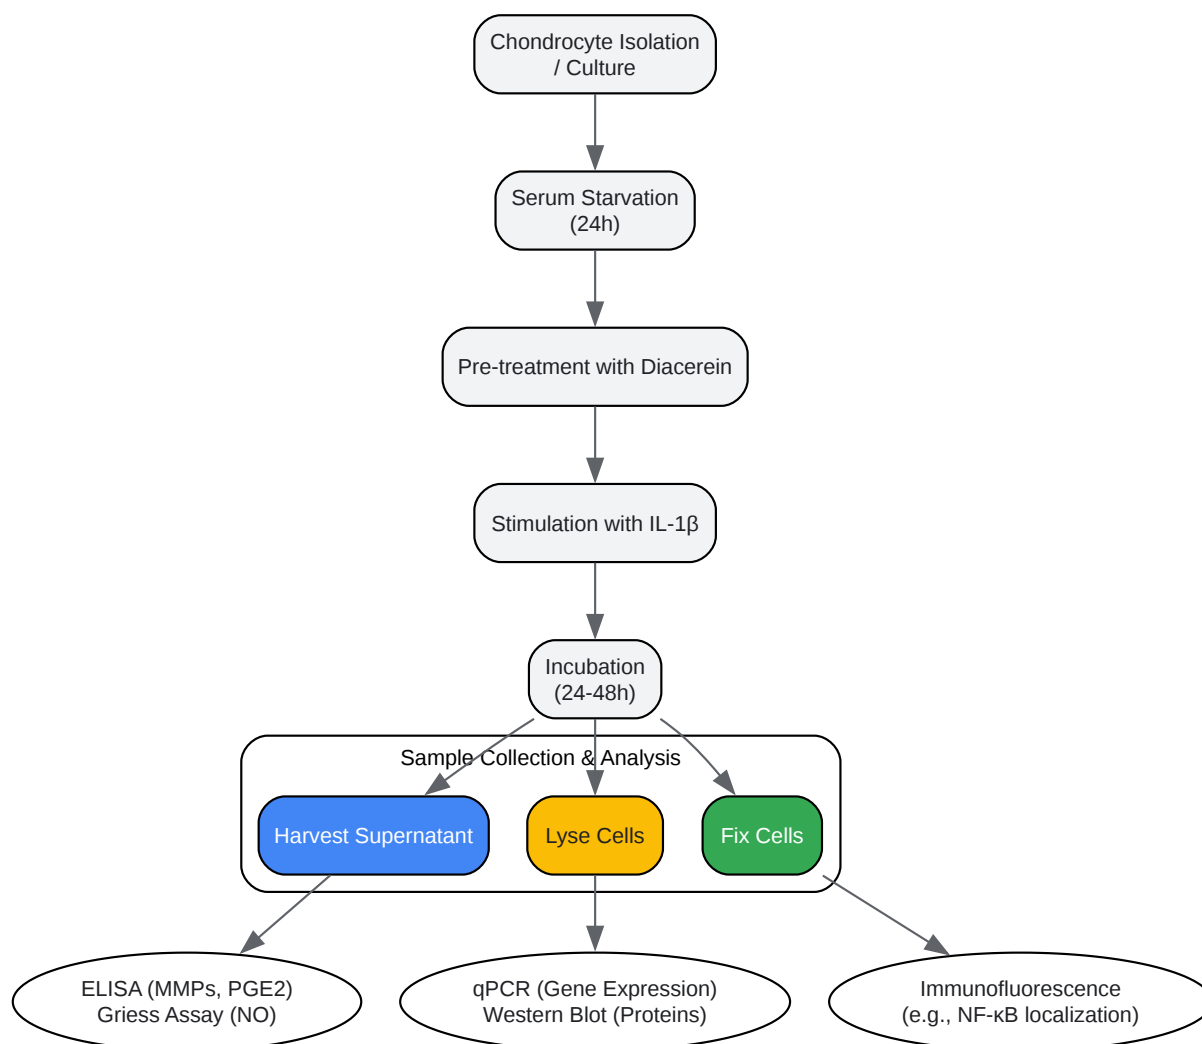 Chondrocyte Isolation
/ Culture
Serum Starvation
(24h)
Pre-treatment with Diacerein
Stimulation with IL-1β
Incubation
(24-48h)
Sample Collection & Analysis
Harvest Supernatant
Lyse Cells
Fix Cells
ELISA (MMPs, PGE2)
Griess Assay (NO)
qPCR (Gene Expression)
Western Blot (Proteins)
Immunofluorescence
(e.g., NF-κB localization)